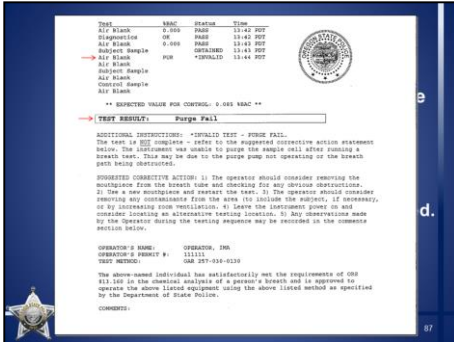 Test %BAC Status Time
Air Blank 0.000 PASS 13:42 PDT
Diagnostics OK PASS 13:42 PDT
Air Blank 0.000 PASS 13:43 PDT
Subject Sample OBTAINED 13:43 PDT
Air Blank PUR *INVALID 13:44 PDT
Air Blank
Subject Sample
Air Blank
Control Sample
Air Blank
** EXPECTED VALUE FOR CONTROL: 0.085 %BAC **
TEST RESULT: Purge Fail
ADDITIONAL INSTRUCTIONS: *INVALID TEST - PURGE FAIL.
The test is NOT complete - refer to the suggested corrective action statement
below. The instrument was unable to purge the sample cell after running a
breath test. This may be due to the purge pump not operating or the breath
path being obstructed.
SUGGESTED CORRECTIVE ACTION: 1) The operator should consider removing the
mouthpiece from the breath tube and checking for any obvious obstructions.
2) Use a new mouthpiece and restart the test. 3) The operator should consider
removing any contaminants from the area (to include the subject, if necessary,
or by increasing room ventilation. 4) Leave the instrument power on and
consider locating an alternative testing location. 5) Any observations made
by the Operator during the testing sequence may be recorded in the comments
section below.
OPERATOR'S NAME: OPERATOR, IMA
OPERATOR'S PERMIT #: 111111
TEST METHOD: OAR 257-010-0130
The above-named individual has satisfactorily met the requirements of ORS
813.160 in the chemical analysis of a person's breath and is approved to
operate the above listed equipment using the above listed method as specified
by the Department of State Police.
COMMENTS:
OREGON STATE POLICE
e
d.
87